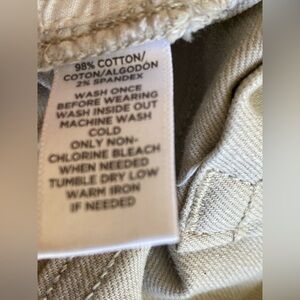 98% COTTON/
COTON/ALGODÓN
2% SPANDEX
WASH ONCE
BEFORE WEARING
WASH INSIDE OUT
MACHINE WASH
COLD
ONLY NON-
CHLORINE BLEACH
WHEN NEEDED
TUMBLE DRY LOW
WARM IRON
IF NEEDED